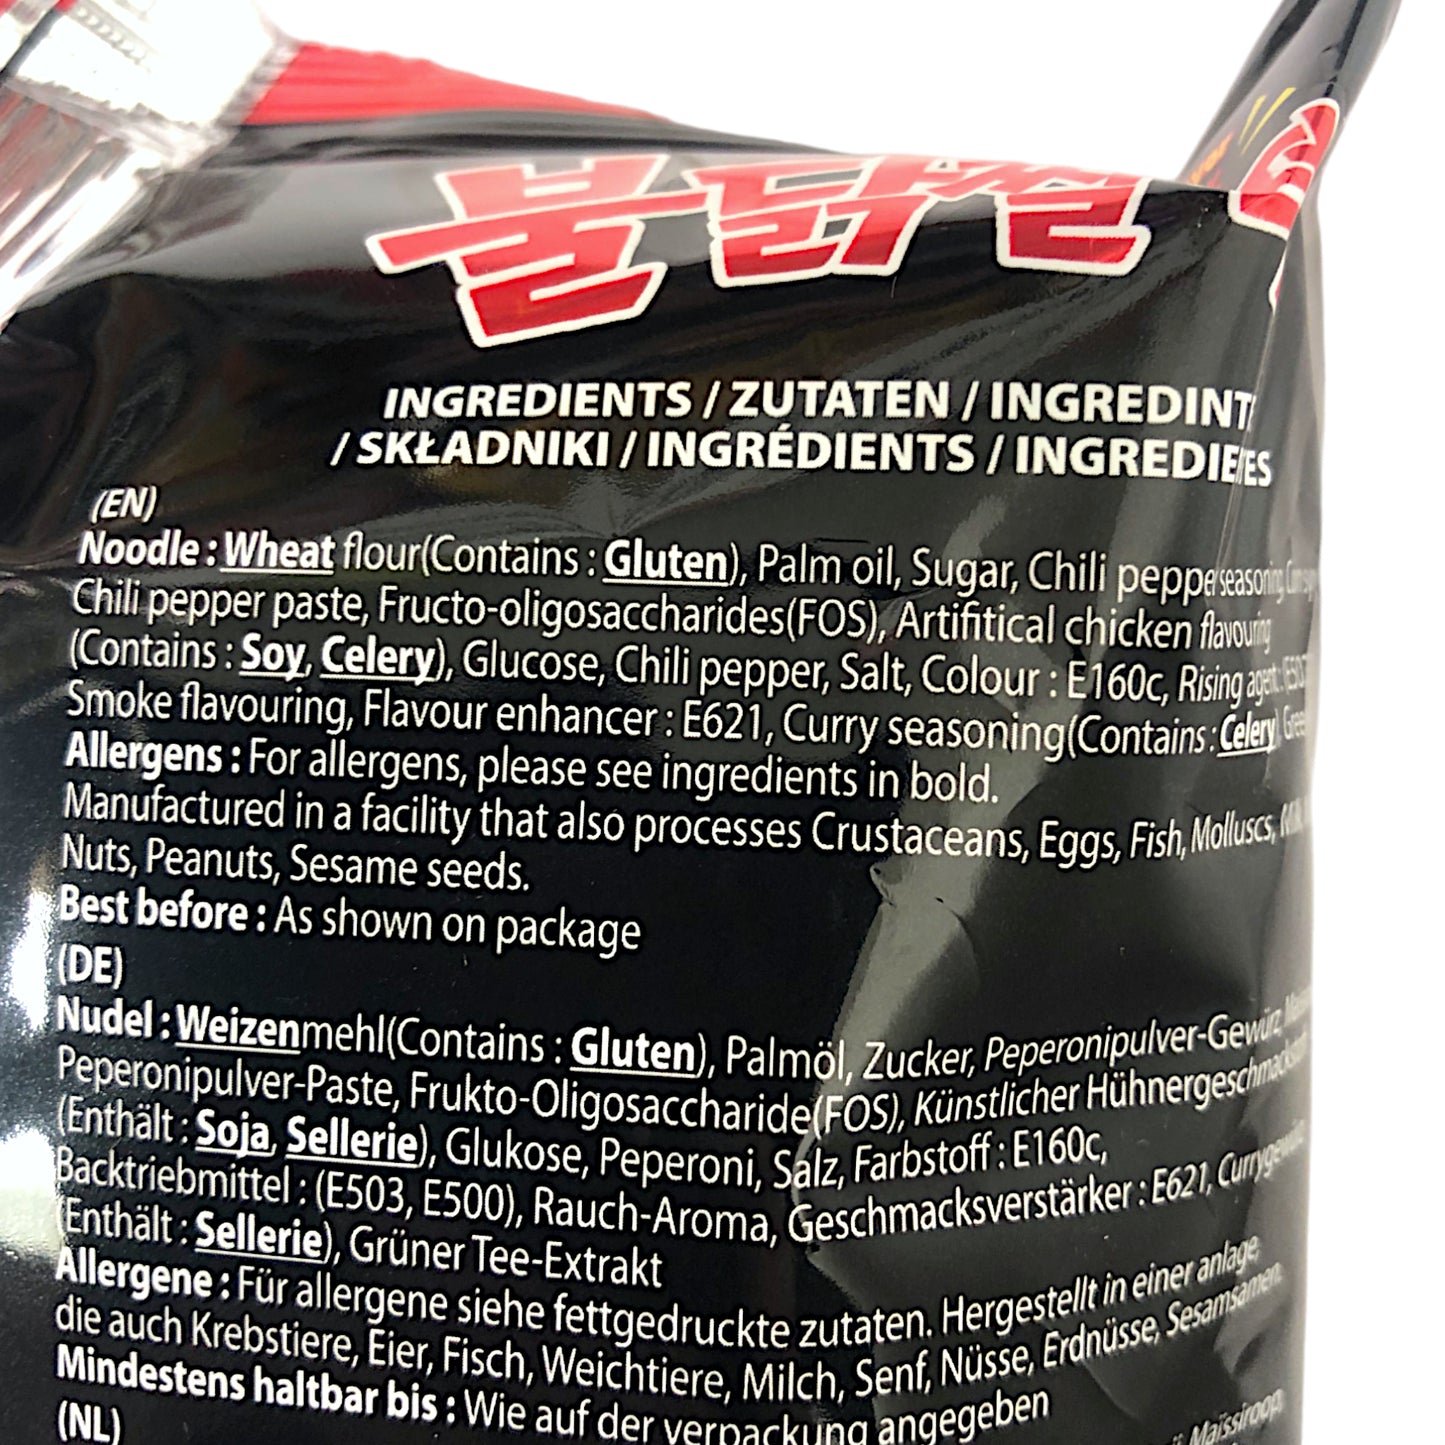 불닭철
INGREDIENTS / ZUTATEN / INGREDINT
/ SKŁADNIKI / INGRÉDIENTS / INGREDIE
(EN)
Noodle : Wheat flour(Contains : Gluten), Palm oil, Sugar, Chili pepper seasoning,
Chili pepper paste, Fructo-oligosaccharides(FOS), Artifitical chicken flavouring
(Contains : Soy, Celery), Glucose, Chili pepper, Salt, Colour : E160c, Rising agent :
Smoke flavouring, Flavour enhancer : E621, Curry seasoning(Contains : Celery)
Allergens : For allergens, please see ingredients in bold.
Manufactured in a facility that also processes Crustaceans, Eggs, Fish, Molluscs, Milk,
Nuts, Peanuts, Sesame seeds.
Best before : As shown on package
(DE)
Nudel : Weizenmehl(Contains : Gluten), Palmöl, Zucker, Peperonipulver-Gewürz,
Peperonipulver-Paste, Frukto-Oligosaccharide(FOS), Künstlicher
(Enthält : Soja, Sellerie), Glukose, Peperoni, Salz, Farbstoff : E160c,
Backtriebmittel : (E503, E500), Rauch-Aroma, Geschmacksverstärker : E621,
(Enthält : Sellerie), Grüner Tee-Extrakt
Allergene : Für allergene siehe fettgedruckte zutaten. Hergestellt in einer anlage,
die auch Krebstiere, Eier, Fisch, Weichtiere, Milch, Senf, Nüsse, Erdnüsse, Sesamsamen
Mindestens haltbar bis : Wie auf der verpackung angegeben
(NL)
Maïssiroop,